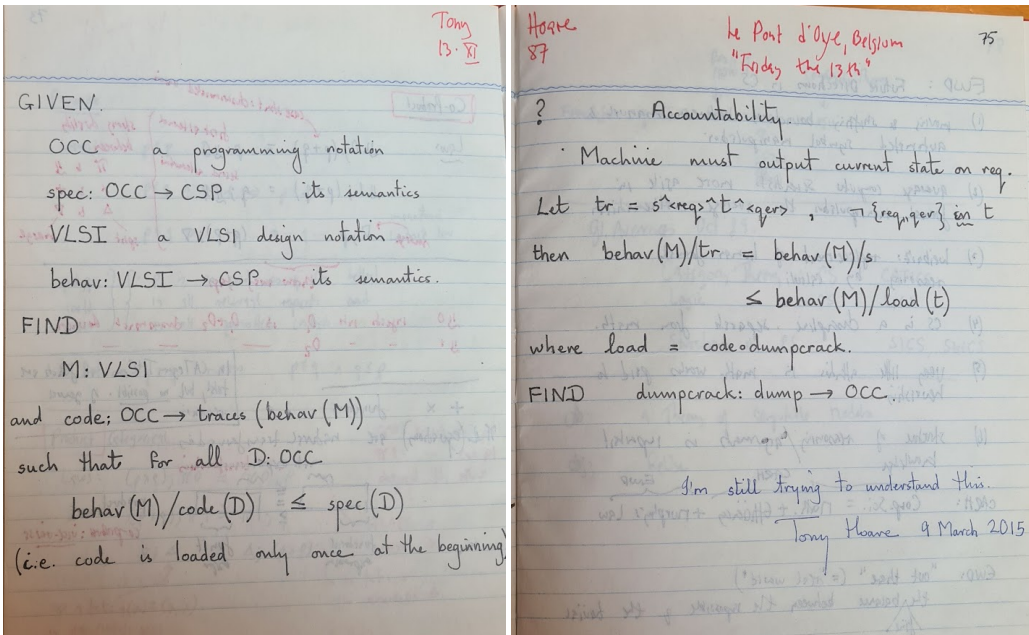 Tony
13·XI
GIVEN.
OCC a programming notation
spec: OCC → CSP its semantics
VLSI a VLSI design notation
behav: VLSI → CSP its semantics.
FIND
M: VLSI
and code; OCC → traces (behav(M))
such that for all D: OCC
behav(M)/code(D) ≤ spec(D)
(i.e. code is loaded only once at the beginning)
Hoare
87
Le Pont d'Oye, Belgium
"Friday the 13th"
75
? Accountability
· Machine must output current state on req.
Let tr = s^<req>^t^<qer> , ¬ {req,qer} in t
then behav(M)/tr = behav(M)/s
≤ behav(M)/load(t)
where load = code∘dumpcrack.
FIND dumpcrack: dump → OCC.
I'm still trying to understand this.
Tony Hoare 9 March 2015